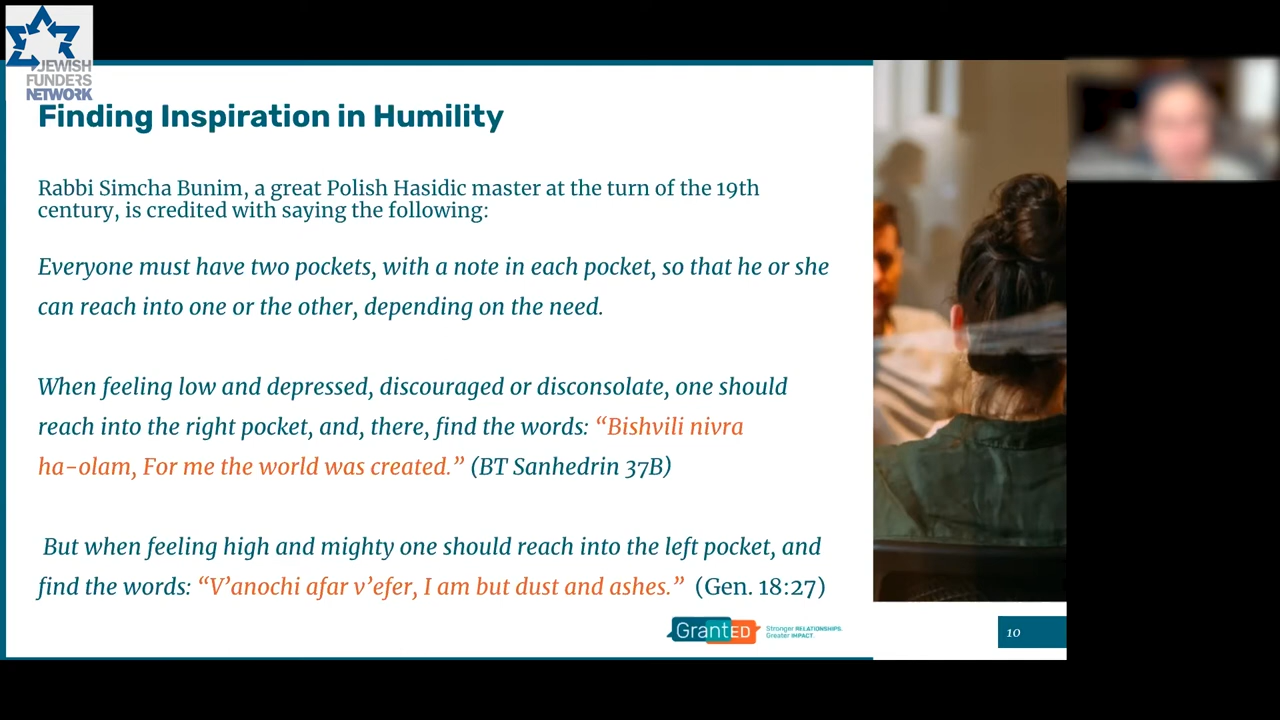 JEWISH
FUNDERS
NETWORK
Finding Inspiration in Humility
Rabbi Simcha Bunim, a great Polish Hasidic master at the turn of the 19th
century, is credited with saying the following:
Everyone must have two pockets, with a note in each pocket, so that he or she
can reach into one or the other, depending on the need.
When feeling low and depressed, discouraged or disconsolate, one should
reach into the right pocket, and, there, find the words: “Bishvili nivra
ha-olam, For me the world was created.” (BT Sanhedrin 37B)
But when feeling high and mighty one should reach into the left pocket, and
find the words: “V’anochi afar v’efer, I am but dust and ashes.” (Gen. 18:27)
GrantED
Stronger RELATIONSHIPS.
Greater IMPACT.
10